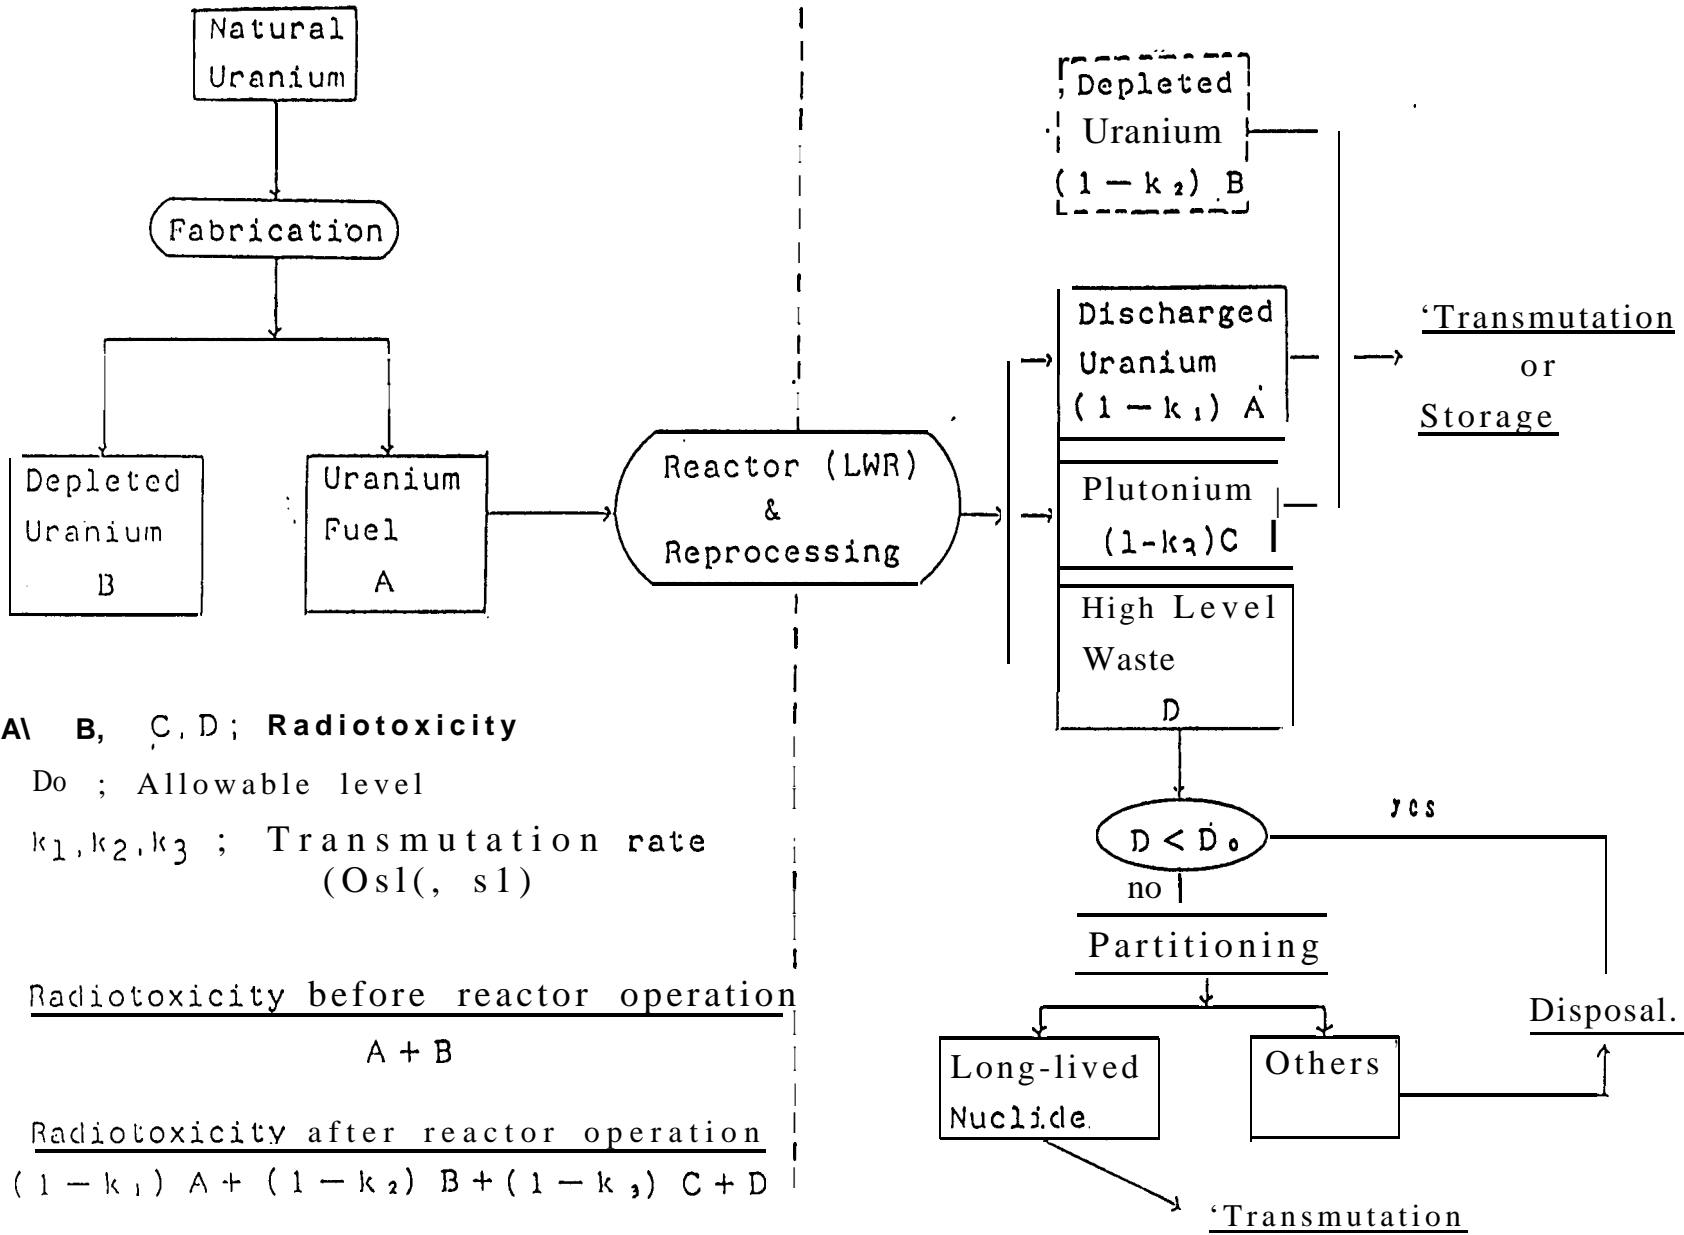 Natural
Uranium
Fabrication
Depleted
Uranium
B
Uranium
Fuel
A
Reactor (LWR)
&
Reprocessing
Depleted
Uranium
(1 − k₂) B
Discharged
Uranium
(1 − k₁) A
Plutonium
(1-k₃)C
High Level
Waste
D
‘Transmutation
or
Storage
D < D₀
yes
no
Partitioning
Long-lived
Nuclide
Others
Disposal.
‘Transmutation
A\ B, C, D ; Radiotoxicity
Do ; Allowable level
k₁, k₂, k₃ ; Transmutation rate
(Osl(, s1)
Radiotoxicity before reactor operation
A + B
Radiotoxicity after reactor operation
(1 − k₁) A + (1 − k₂) B + (1 − k₃) C + D